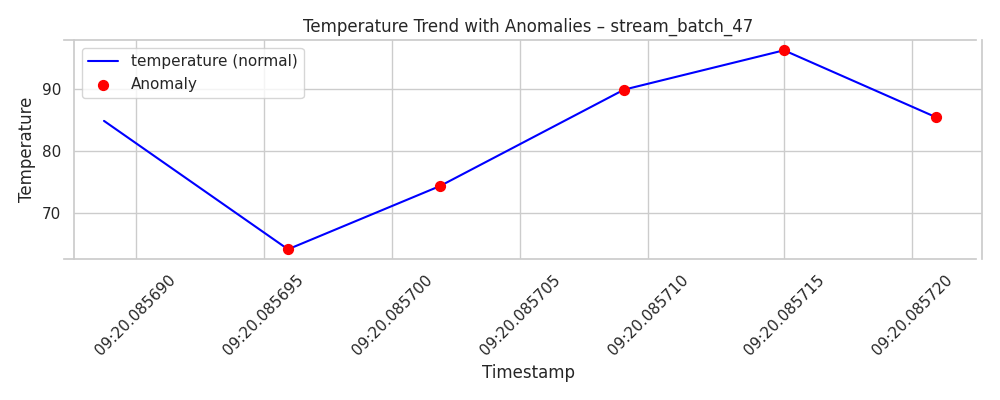 Temperature Trend with Anomalies – stream_batch_47
temperature (normal)
Anomaly
Temperature
90
80
70
09:20.085690
09:20.085695
09:20.085700
09:20.085705
09:20.085710
09:20.085715
09:20.085720
Timestamp